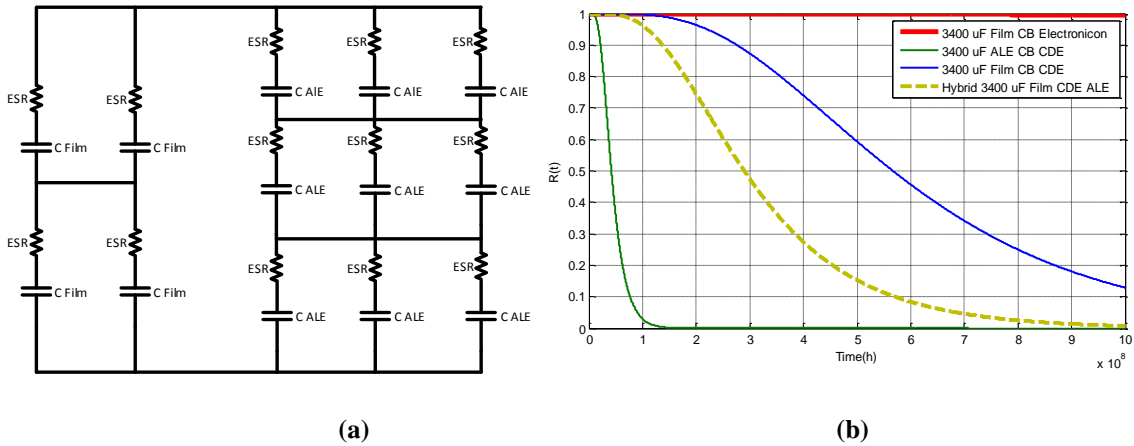 ESR
ESR
C Film
C Film
ESR
ESR
C Film
C Film
ESR
ESR
ESR
C AlE
C AlE
C AlE
ESR
ESR
ESR
C ALE
C ALE
C ALE
ESR
ESR
ESR
C ALE
C ALE
C ALE
(a)
3400 uF Film CB Electronicon
3400 uF ALE CB CDE
3400 uF Film CB CDE
Hybrid 3400 uF Film CDE ALE
R(t)
1
0.9
0.8
0.7
0.6
0.5
0.4
0.3
0.2
0.1
0
0 1 2 3 4 5 6 7 8 9 10
Time(h)
x 10^8
(b)